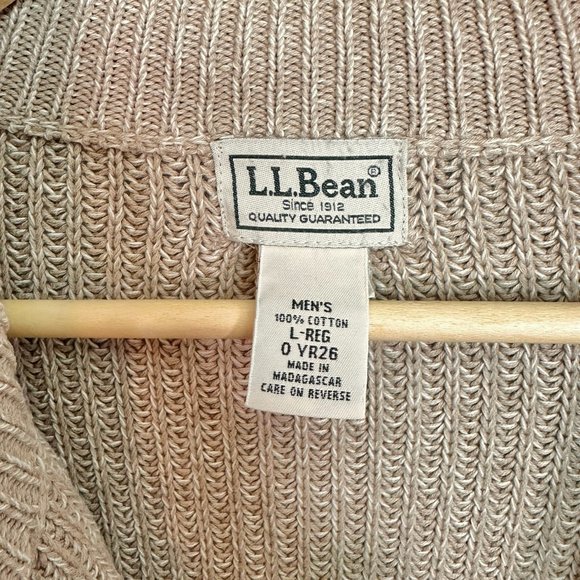 L.L.Bean®
Since 1912
QUALITY GUARANTEED
MEN'S
100% COTTON
L-REG
0 YR26
MADE IN
MADAGASCAR
CARE ON REVERSE